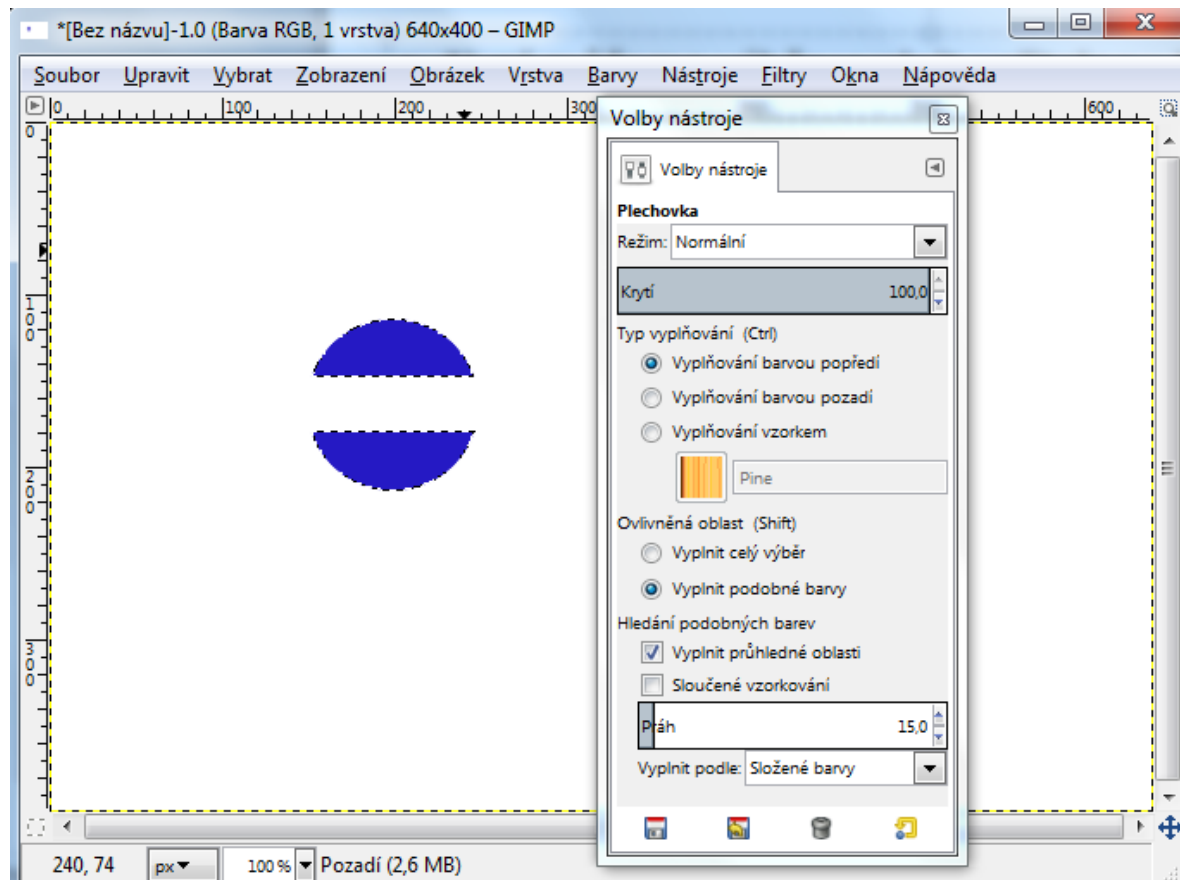 *[Bez názvu]-1.0 (Barva RGB, 1 vrstva) 640x400 – GIMP
Soubor Upravit Vybrat Zobrazení Obrázek Vrstva Barvy Nástroje Filtry Okna Nápověda
0 100 200 300 600
0
100
200
300
Volby nástroje
Volby nástroje
Plechovka
Režim: Normální
Krytí 100,0
Typ vyplňování (Ctrl)
Vyplňování barvou popředí
Vyplňování barvou pozadí
Vyplňování vzorkem
Pine
Ovlivněná oblast (Shift)
Vyplnit celý výběr
Vyplnit podobné barvy
Hledání podobných barev
Vyplnit průhledné oblasti
Sloučené vzorkování
Práh 15,0
Vyplnit podle: Složené barvy
240, 74 px 100 % Pozadí (2,6 MB)